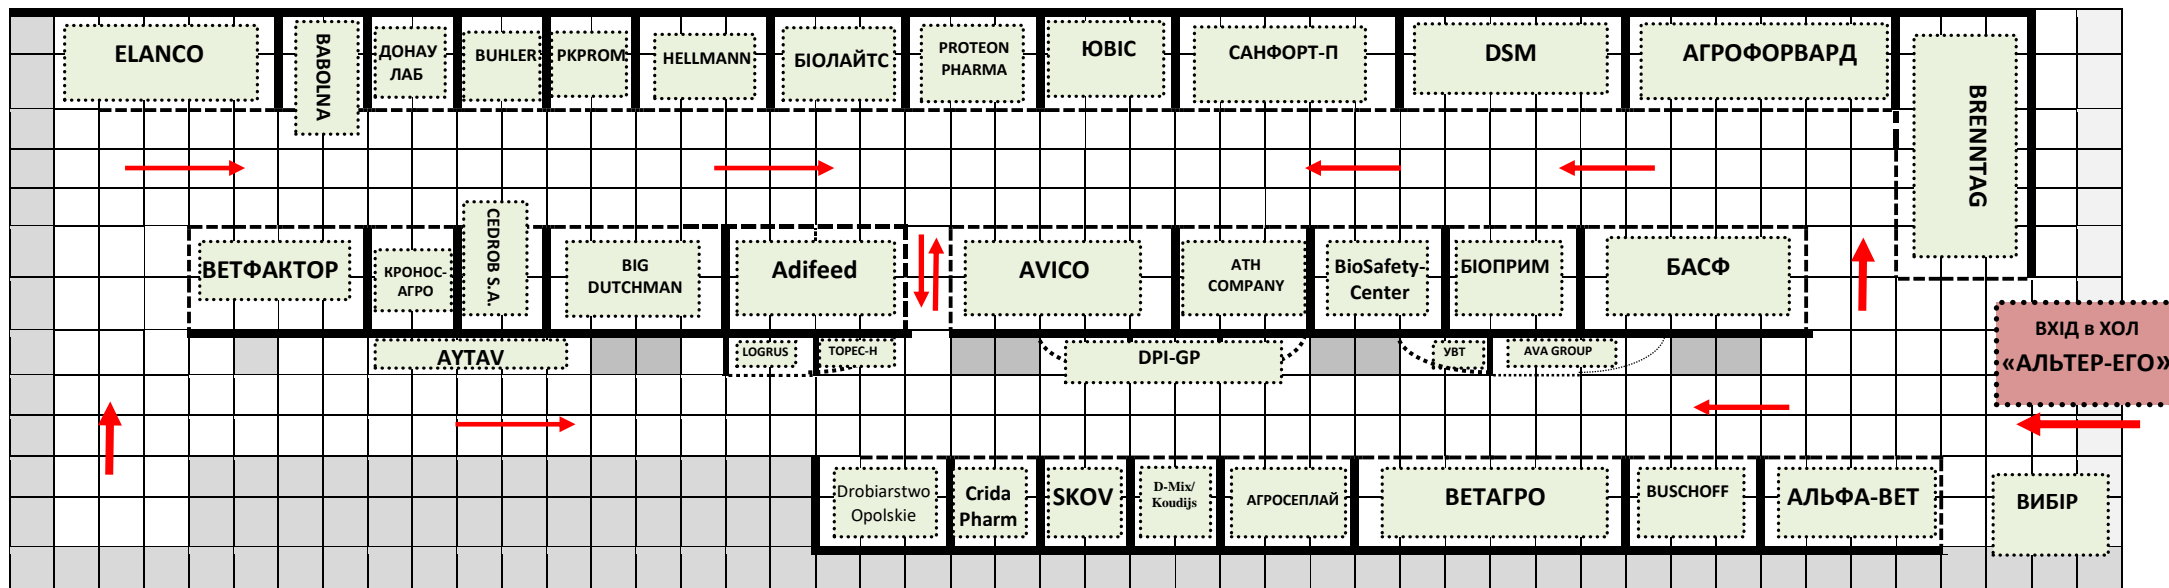 ELANCO
BABOLNA
ДОНАУ
ЛАБ
BUHLER
PKPROM
HELLMANN
БІОЛАЙТС
PROTEON
PHARMA
ЮВІС
САНФОРТ-П
DSM
АГРОФОРВАРД
BRENNTAG
ВЕТФАКТОР
КРОНОС-
АГРО
CEDROB S.A.
BIG
DUTCHMAN
Adifeed
AVICO
ATH
COMPANY
BioSafety-
Center
БІОПРИМ
БАСФ
ВХІД в ХОЛ
«АЛЬТЕР-ЕГО»
AYTAV
LOGRUS
ТОРЕС-Н
DPI-GP
УВТ
AVA GROUP
Drobiarstwo
Opolskie
Crida
Pharm
SKOV
D-Mix/
Koudijs
АГРОСЕПЛАЙ
ВЕТАГРО
BUSCHOFF
АЛЬФА-ВЕТ
ВИБІР